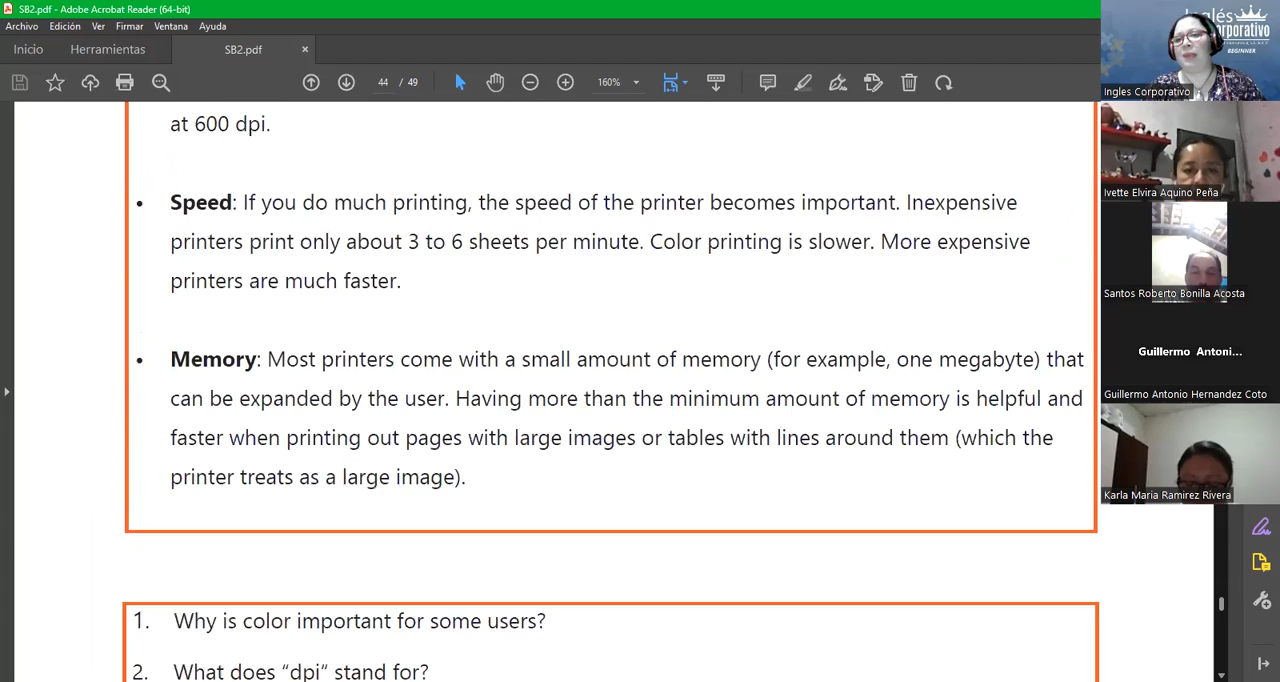 SB2.pdf - Adobe Acrobat Reader (64-bit)
Archivo Edición Ver Firmar Ventana Ayuda
Inicio Herramientas SB2.pdf ×
44 / 49 160%
at 600 dpi.
• Speed: If you do much printing, the speed of the printer becomes important. Inexpensive
printers print only about 3 to 6 sheets per minute. Color printing is slower. More expensive
printers are much faster.
• Memory: Most printers come with a small amount of memory (for example, one megabyte) that
can be expanded by the user. Having more than the minimum amount of memory is helpful and
faster when printing out pages with large images or tables with lines around them (which the
printer treats as a large image).
1. Why is color important for some users?
2. What does “dpi“ stand for?
Inglés
BEGINNER
Ingles Corporativo
Ivette Elvira Aquino Peña
Santos Roberto Bonilla Acosta
Guillermo Antoni...
Guillermo Antonio Hernandez Coto
Karla Maria Ramirez Rivera